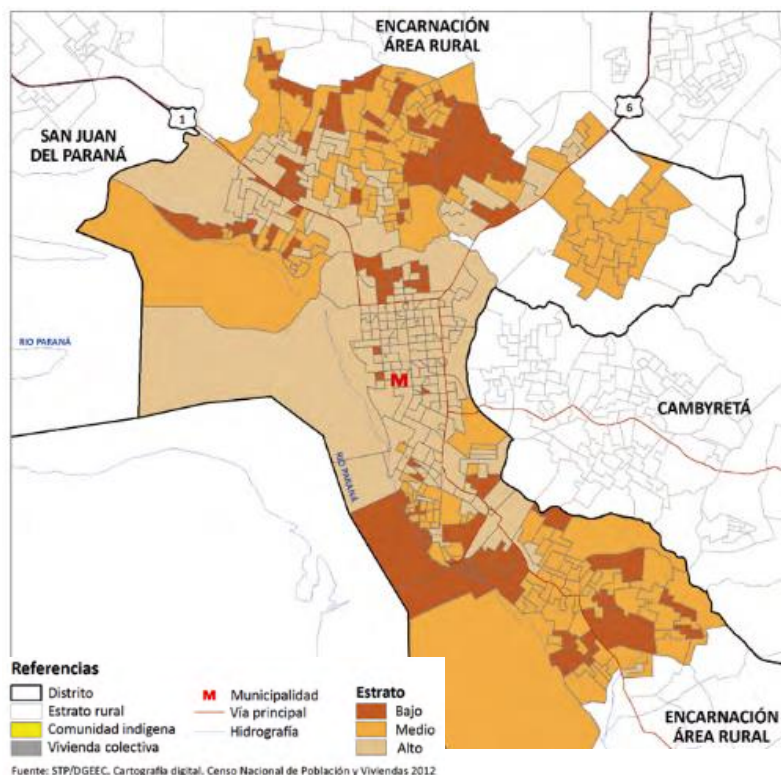 ENCARNACIÓN
ÁREA RURAL
6
1
SAN JUAN
DEL PARANÁ
RIO PARANÁ
M
CAMBYRETÁ
RIO PARANÁ
Referencias
Distrito
Estrato rural
Comunidad indígena
Vivienda colectiva
M Municipalidad
Vía principal
Hidrografía
Estrato
Bajo
Medio
Alto
ENCARNACIÓN
ÁREA RURAL
Fuente: STP/DGEEC. Cartografía digital. Censo Nacional de Población y Viviendas 2012